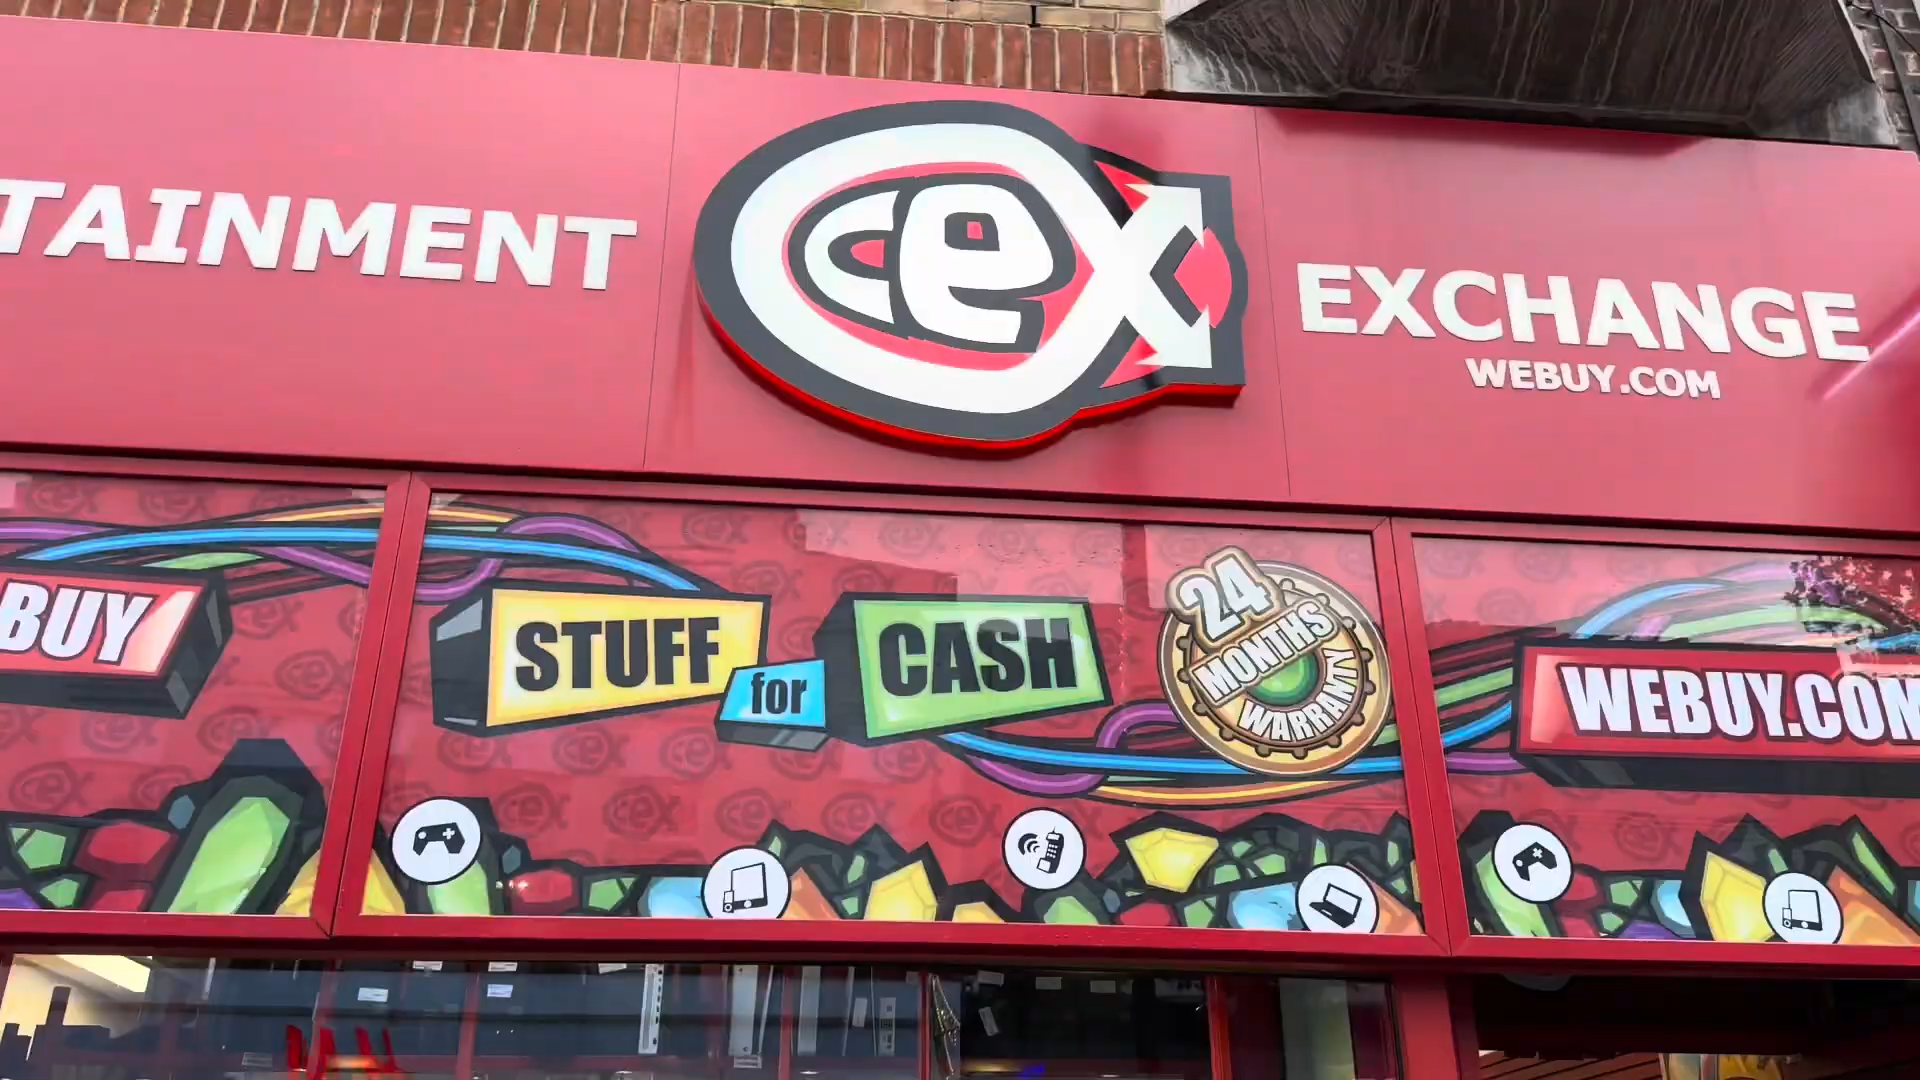 TAINMENT
cex
EXCHANGE
WEBUY.COM
BUY
STUFF
for
CASH
24
MONTHS
WARRANTY
WEBUY.COM